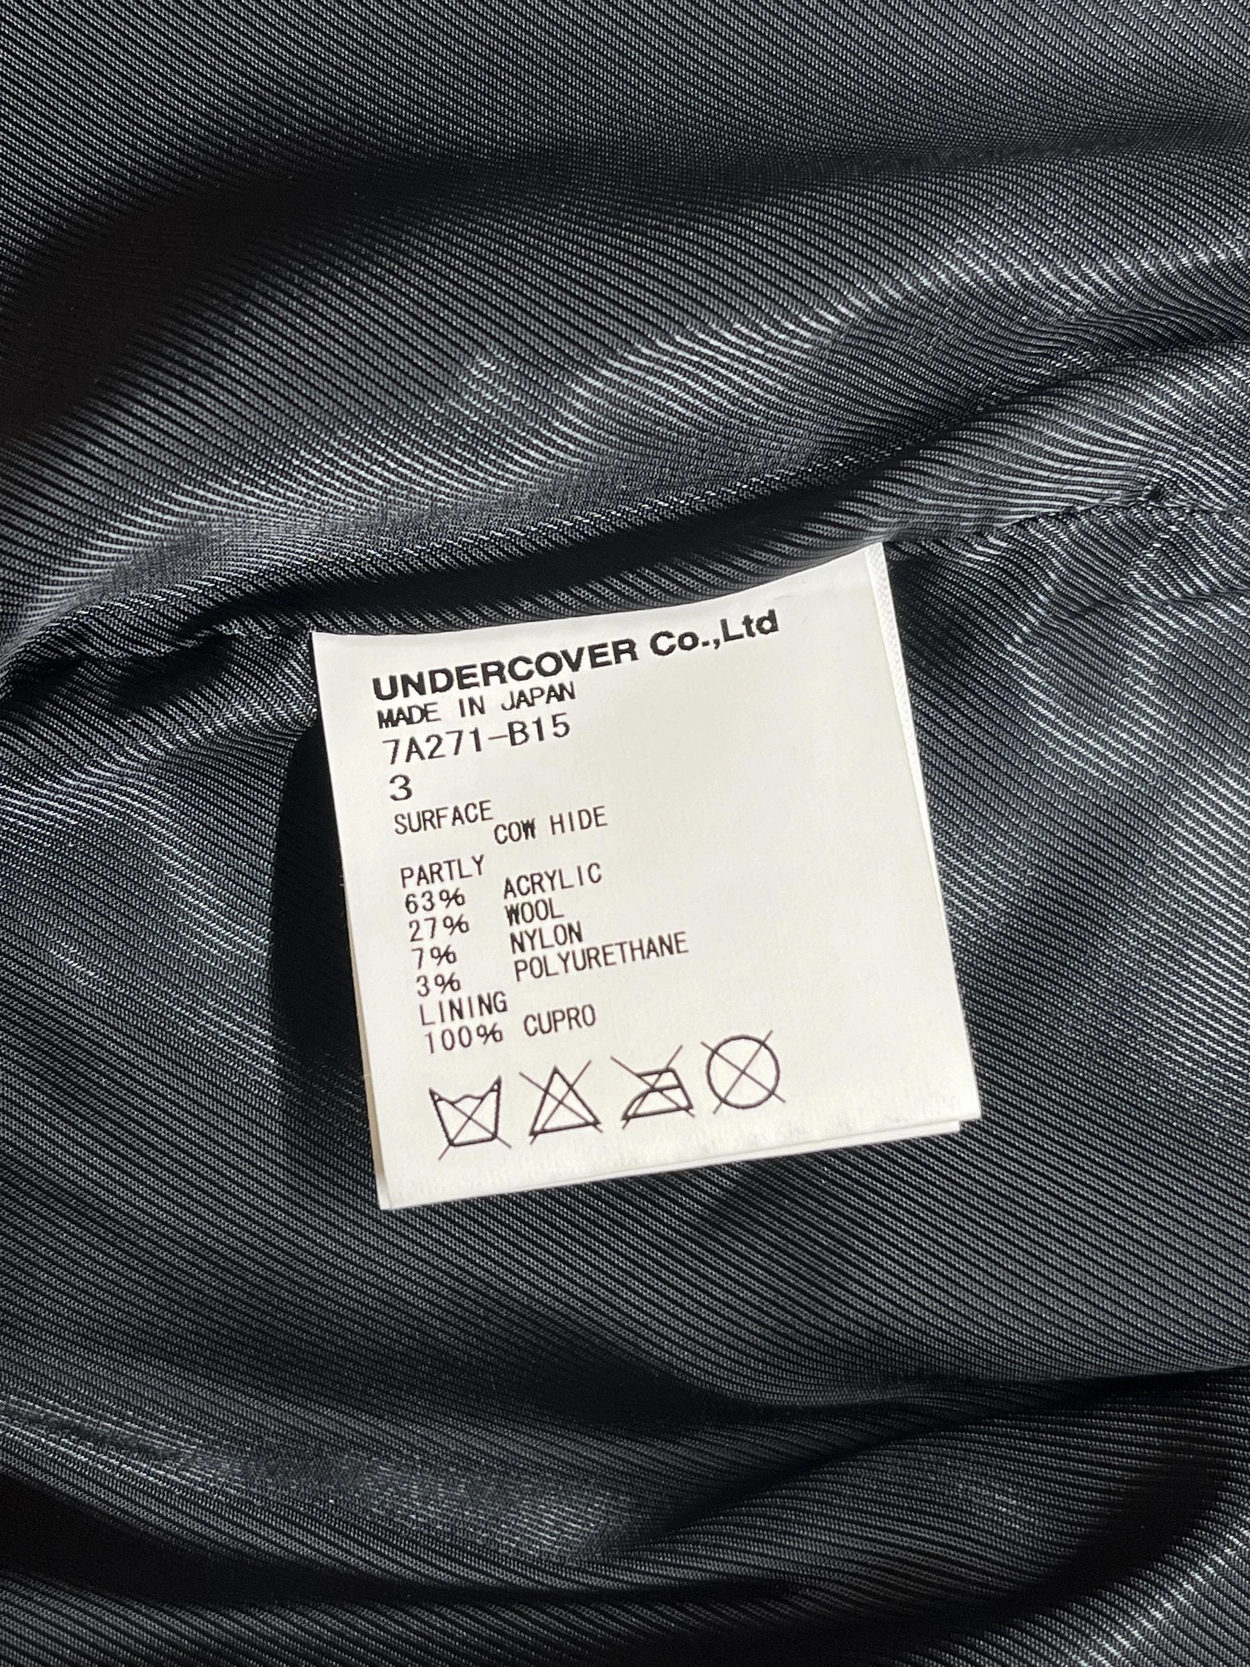 UNDERCOVER Co.,Ltd
MADE IN JAPAN
7A271-B15
3
SURFACE
COW HIDE
PARTLY
63% ACRYLIC
27% WOOL
7% NYLON
3% POLYURETHANE
LINING
100% CUPRO